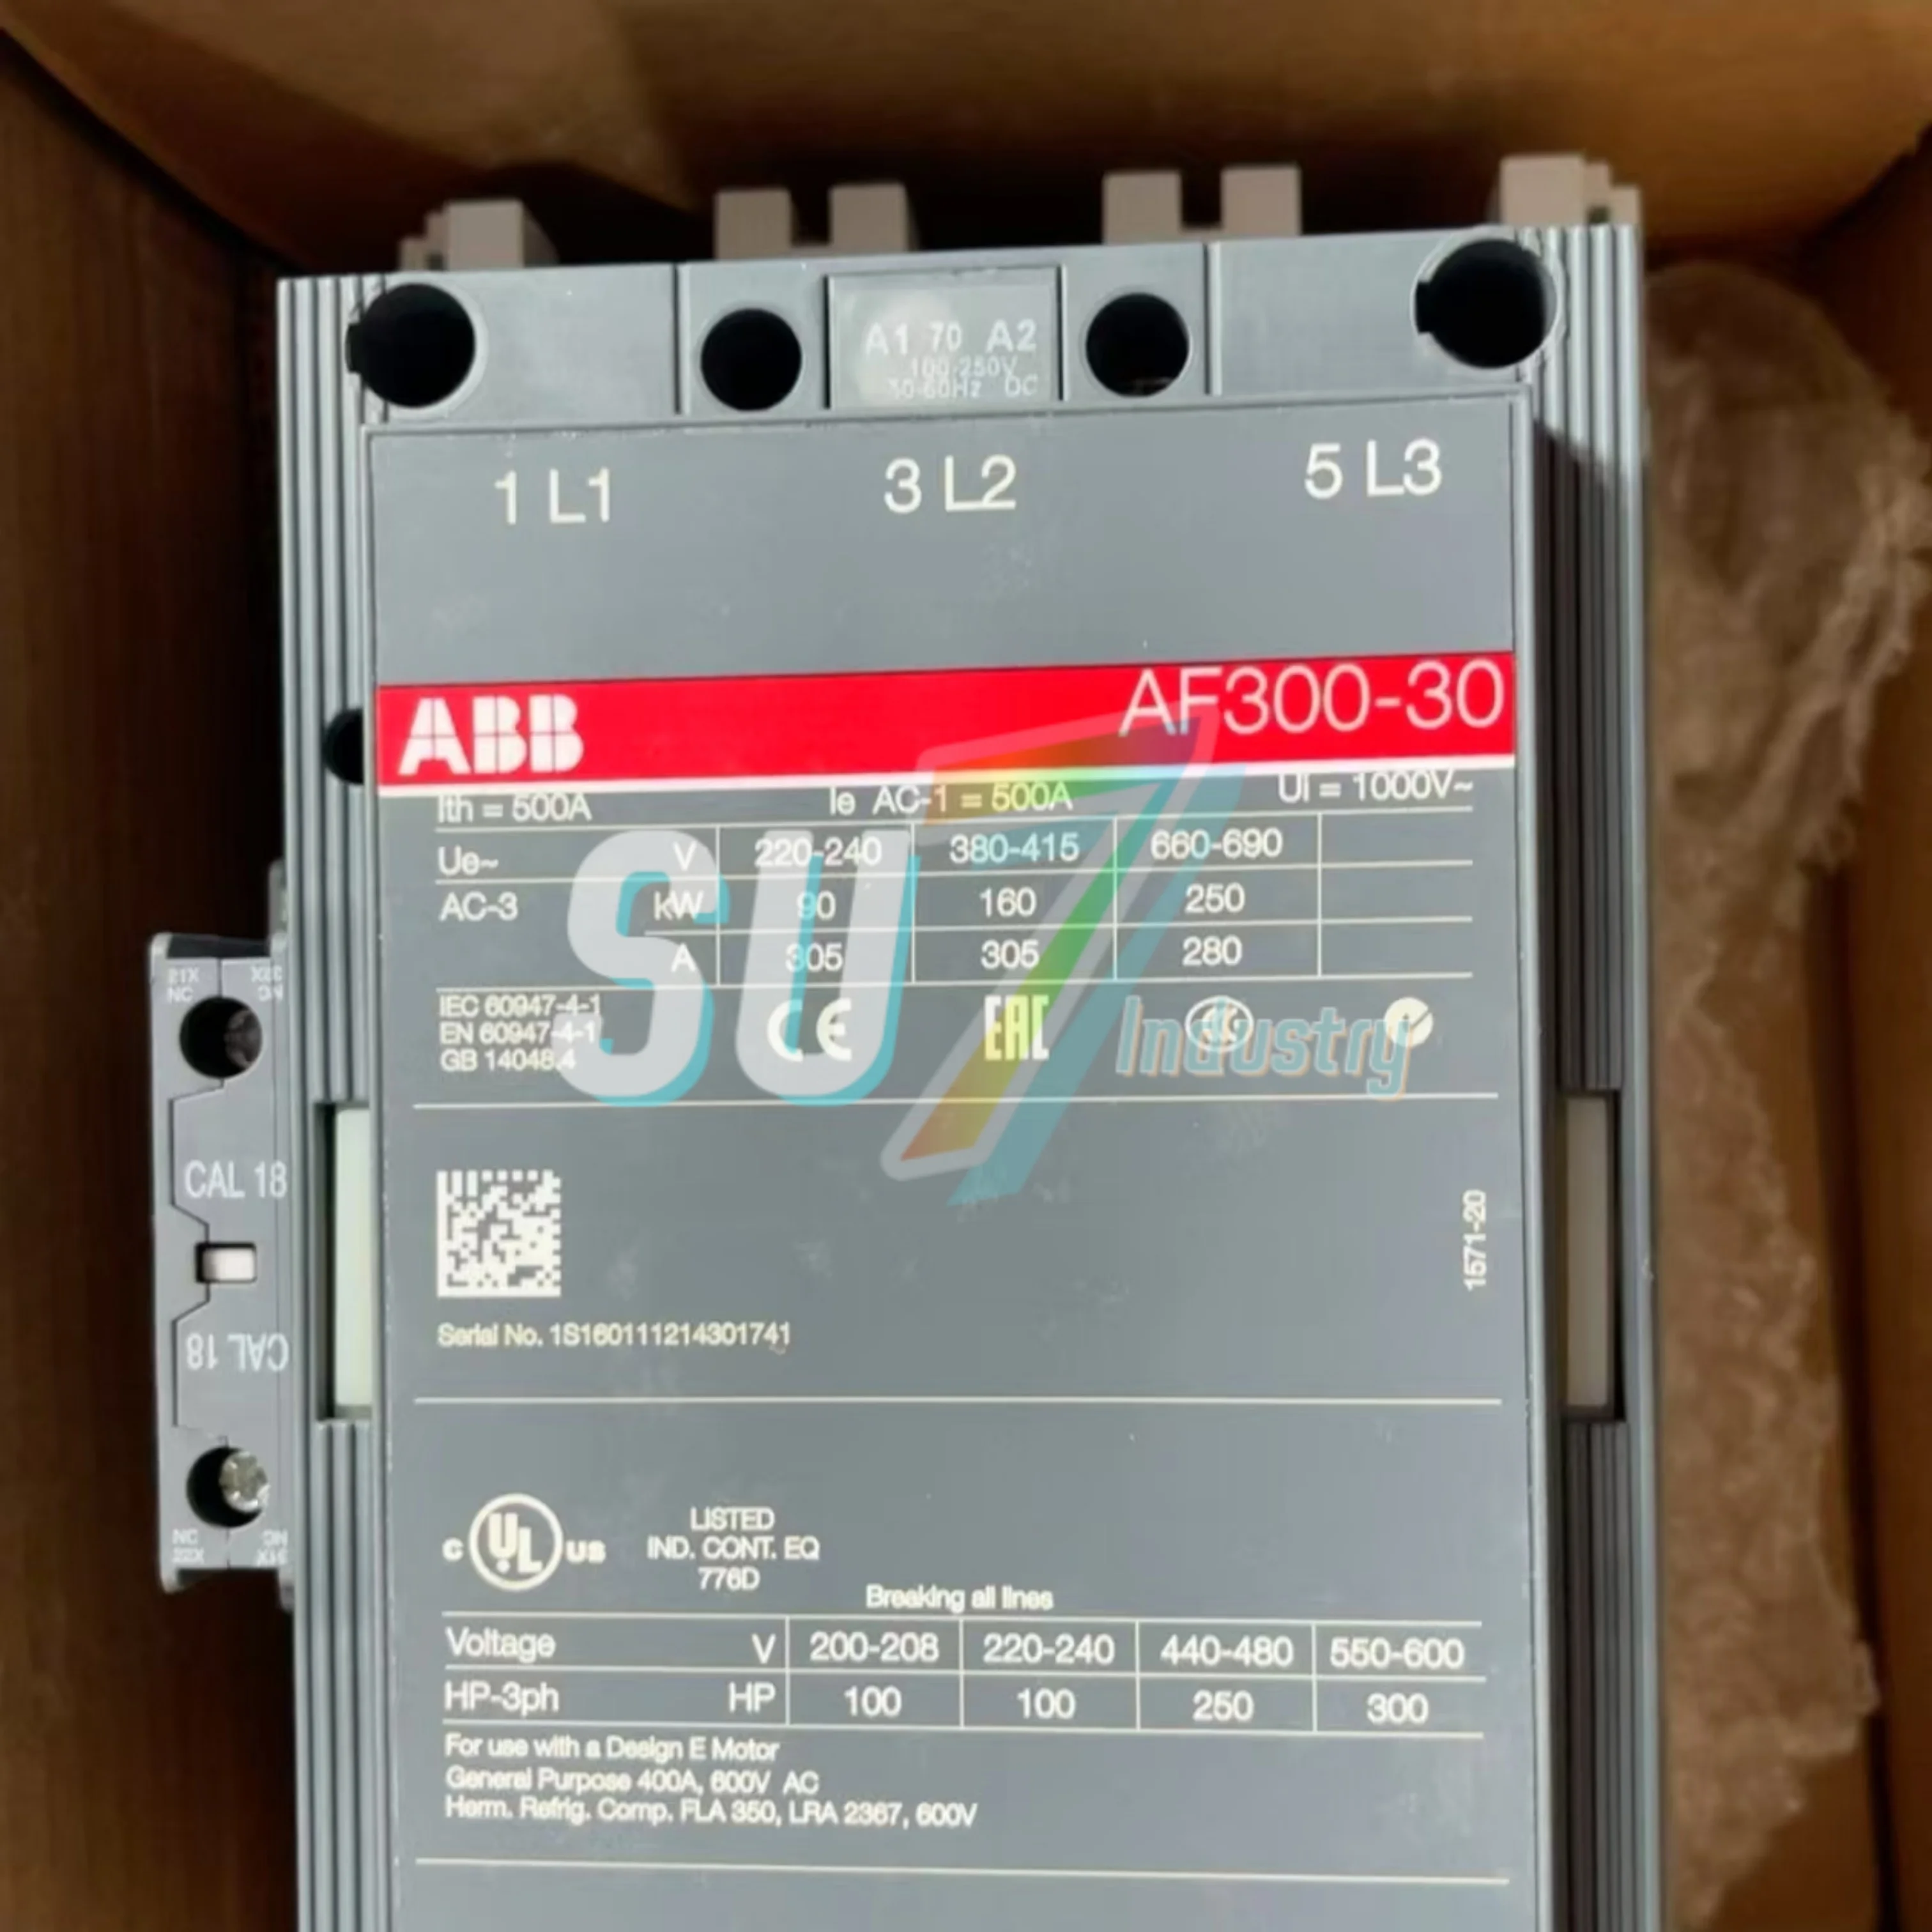 A1 70 A2
100-250V
50-60Hz DC
1 L1 3 L2 5 L3
ABB AF300-30
Ith = 500A Ie AC-1 = 500A Ui = 1000V~
Ue~ V 220-240 380-415 660-690
AC-3 kW 90 160 250
A 305 305 280
IEC 60947-4-1
EN 60947-4-1
GB 14048.4
CE EAC
SU7 Industry
NC
CAL 18
1571-20
Serial No. 1S160111214301741
CAL 18
NC
22X
c UL US
LISTED
IND. CONT. EQ
776D
Breaking all lines
Voltage V 200-208 220-240 440-480 550-600
HP-3ph HP 100 100 250 300
For use with a Design E Motor
General Purpose 400A, 600V AC
Herm. Refrig. Comp. FLA 350, LRA 2367, 600V